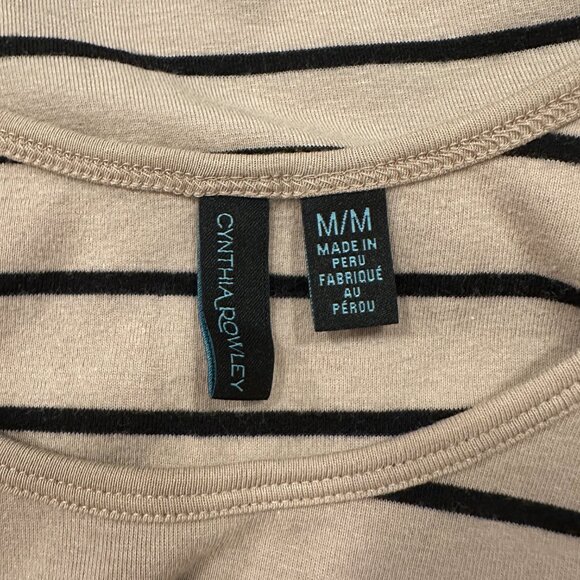 CYNTHIA ROWLEY
M/M
MADE IN
PERU
FABRIQUÉ
AU
PÉROU